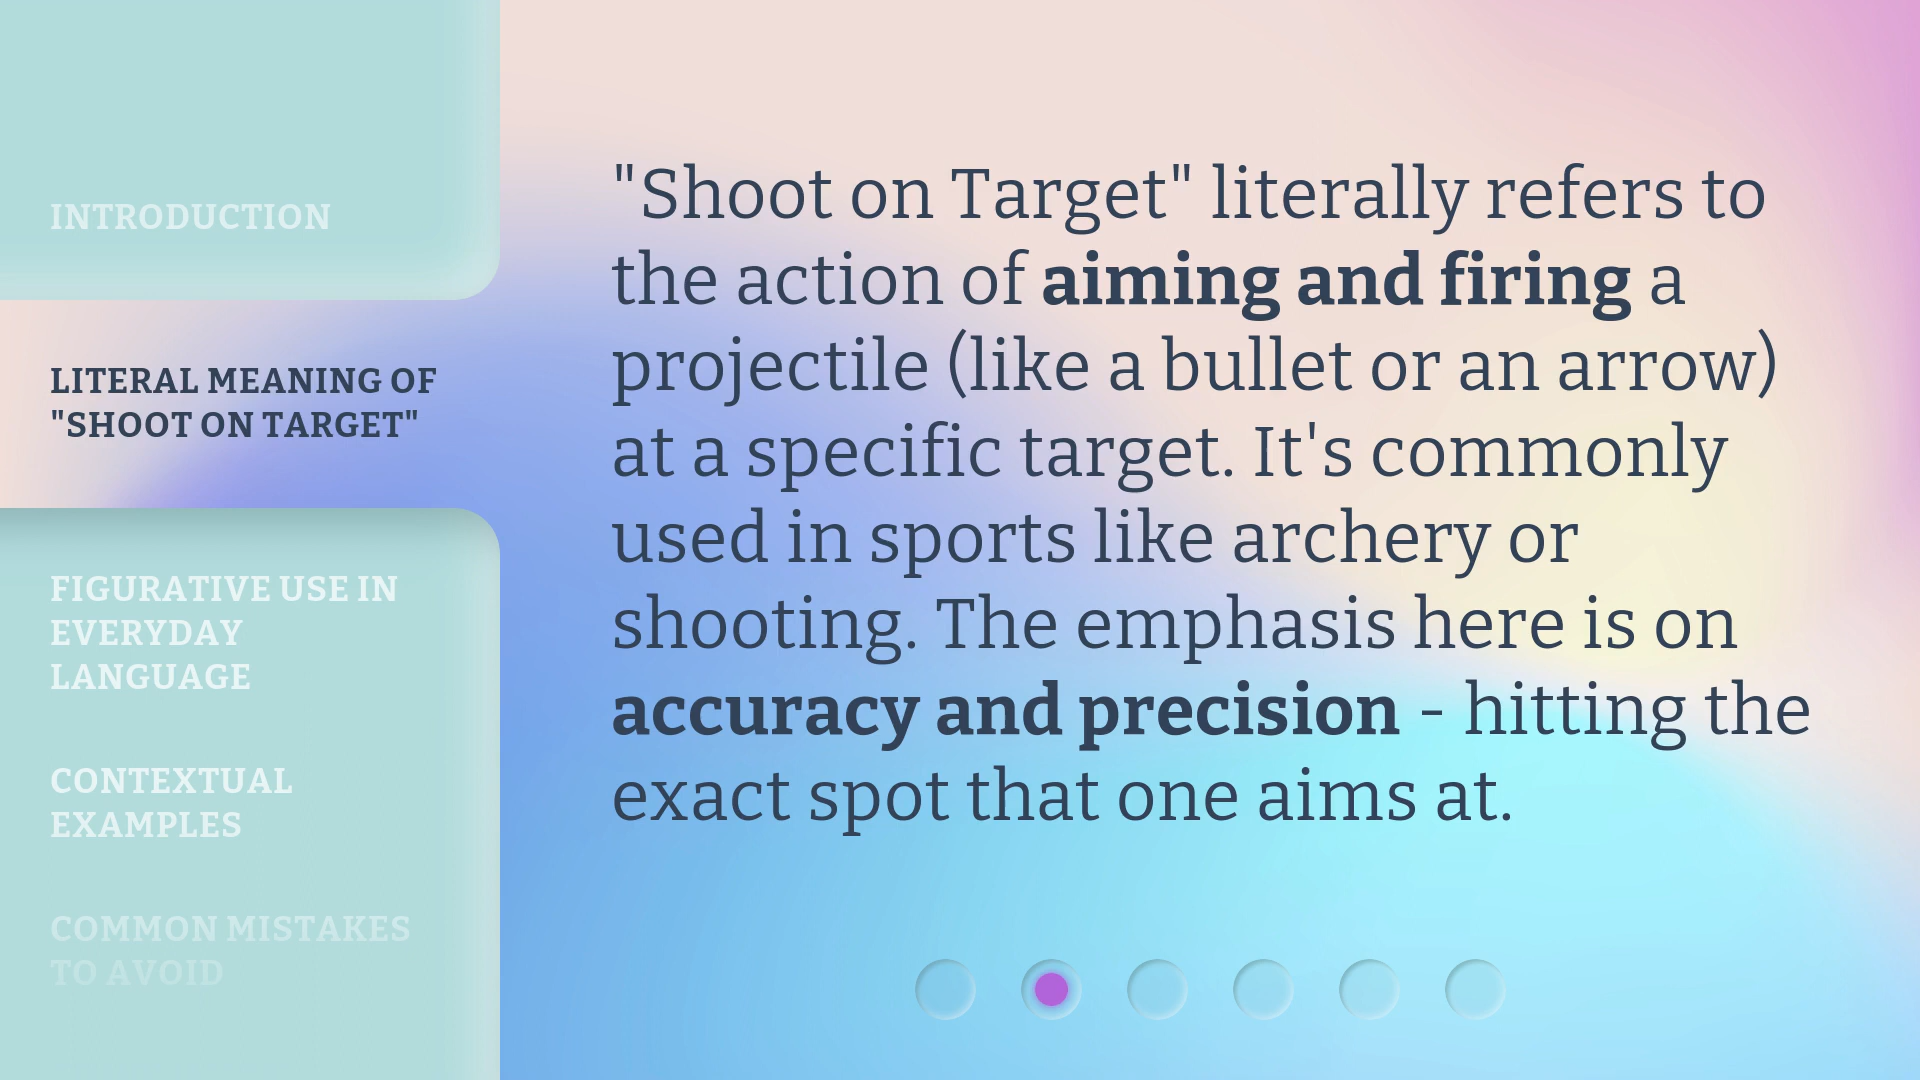 INTRODUCTION
LITERAL MEANING OF
"SHOOT ON TARGET"
FIGURATIVE USE IN
EVERYDAY
LANGUAGE
CONTEXTUAL
EXAMPLES
COMMON MISTAKES
TO AVOID
"Shoot on Target" literally refers to
the action of aiming and firing a
projectile (like a bullet or an arrow)
at a specific target. It's commonly
used in sports like archery or
shooting. The emphasis here is on
accuracy and precision - hitting the
exact spot that one aims at.